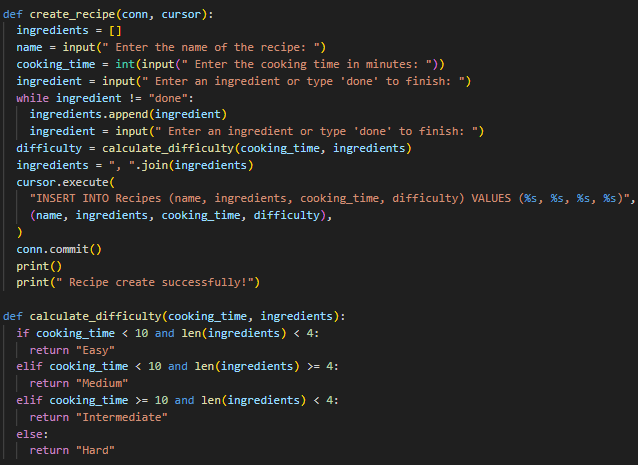 def create_recipe(conn, cursor):
  ingredients = []
  name = input(" Enter the name of the recipe: ")
  cooking_time = int(input(" Enter the cooking time in minutes: "))
  ingredient = input(" Enter an ingredient or type 'done' to finish: ")
  while ingredient != "done":
    ingredients.append(ingredient)
    ingredient = input(" Enter an ingredient or type 'done' to finish: ")
  difficulty = calculate_difficulty(cooking_time, ingredients)
  ingredients = ", ".join(ingredients)
  cursor.execute(
    "INSERT INTO Recipes (name, ingredients, cooking_time, difficulty) VALUES (%s, %s, %s, %s)",
    (name, ingredients, cooking_time, difficulty),
  )
  conn.commit()
  print()
  print(" Recipe create successfully!")

def calculate_difficulty(cooking_time, ingredients):
  if cooking_time < 10 and len(ingredients) < 4:
    return "Easy"
  elif cooking_time < 10 and len(ingredients) >= 4:
    return "Medium"
  elif cooking_time >= 10 and len(ingredients) < 4:
    return "Intermediate"
  else:
    return "Hard"